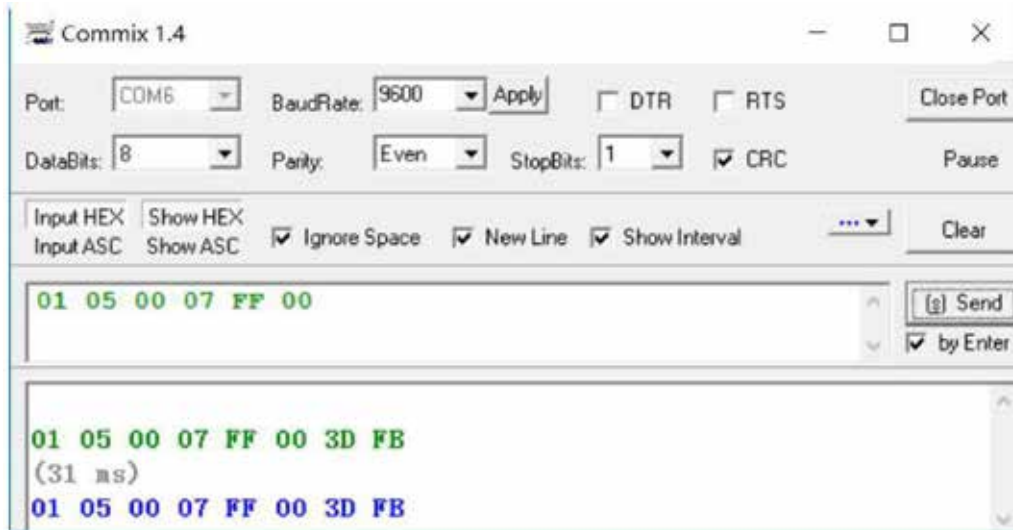 Commix 1.4
Port: COM6 BaudRate: 9600 Apply DTR RTS Close Port
DataBits: 8 Parity: Even StopBits: 1 CRC Pause
Input HEX Show HEX
Input ASC Show ASC
Ignore Space New Line Show Interval ... Clear
01 05 00 07 FF 00
(s) Send
by Enter
01 05 00 07 FF 00 3D FB
(31 ms)
01 05 00 07 FF 00 3D FB